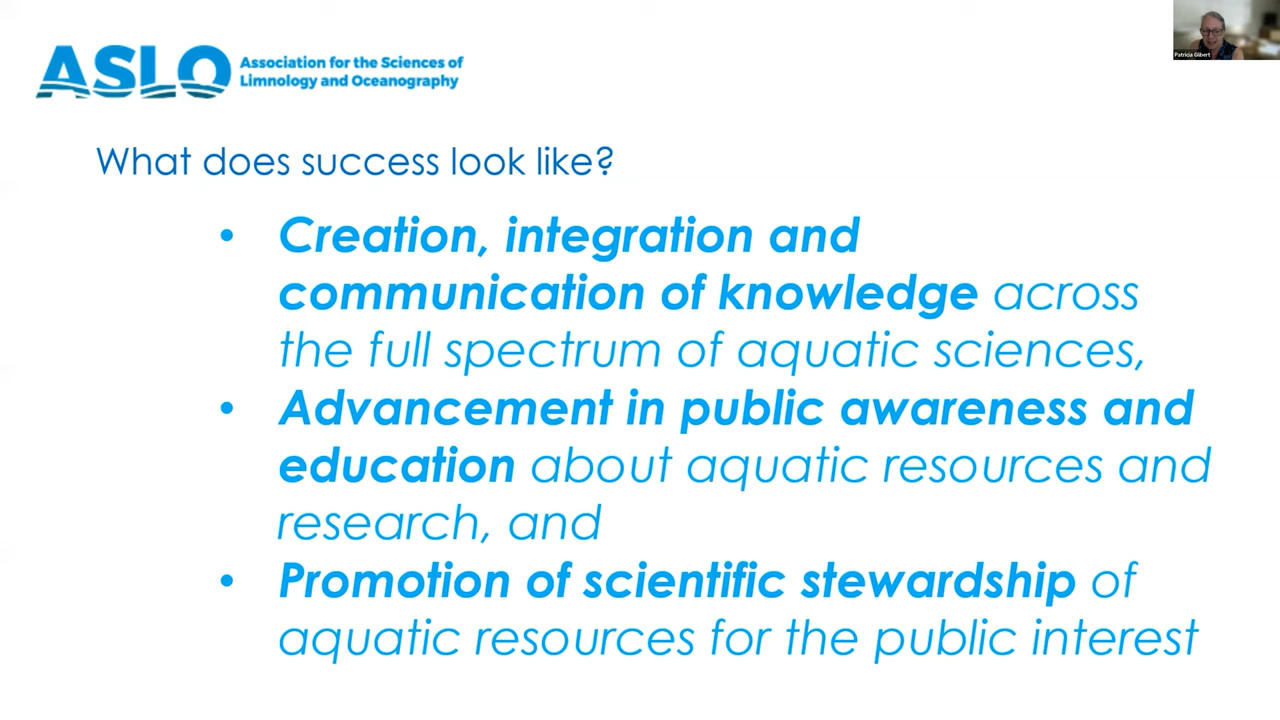 ASLO Association for the Sciences of
Limnology and Oceanography
Patricia Glibert
What does success look like?
• Creation, integration and
communication of knowledge across
the full spectrum of aquatic sciences,
• Advancement in public awareness and
education about aquatic resources and
research, and
• Promotion of scientific stewardship of
aquatic resources for the public interest